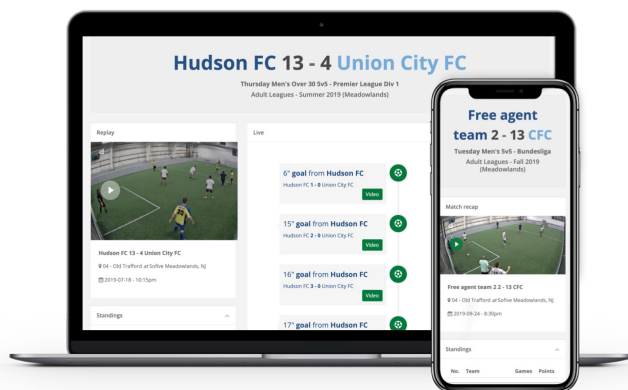 Hudson FC 13 - 4 Union City FC
Thursday Men's Over 30 5v5 - Premier League Div 1
Adult Leagues - Summer 2019 (Meadowlands)
Replay
Hudson FC 13 - 4 Union City FC
04 - Old Trafford at Sofive Meadowlands, NJ
2019-07-18 - 10:15pm
Standings
Live
6" goal from Hudson FC
Hudson FC 1 - 0 Union City FC
Video
15" goal from Hudson FC
Hudson FC 2 - 0 Union City FC
Video
16" goal from Hudson FC
Hudson FC 3 - 0 Union City FC
Video
17" goal from Hudson FC
Free agent
team 2 - 13 CFC
Tuesday Men's 5v5 - Bundesliga
Adult Leagues - Fall 2019
(Meadowlands)
Match recap
Free agent team 2 2 - 13 CFC
04 - Old Trafford at Sofive Meadowlands, NJ
2019-09-24 - 8:30pm
Standings
No. Team Games Points